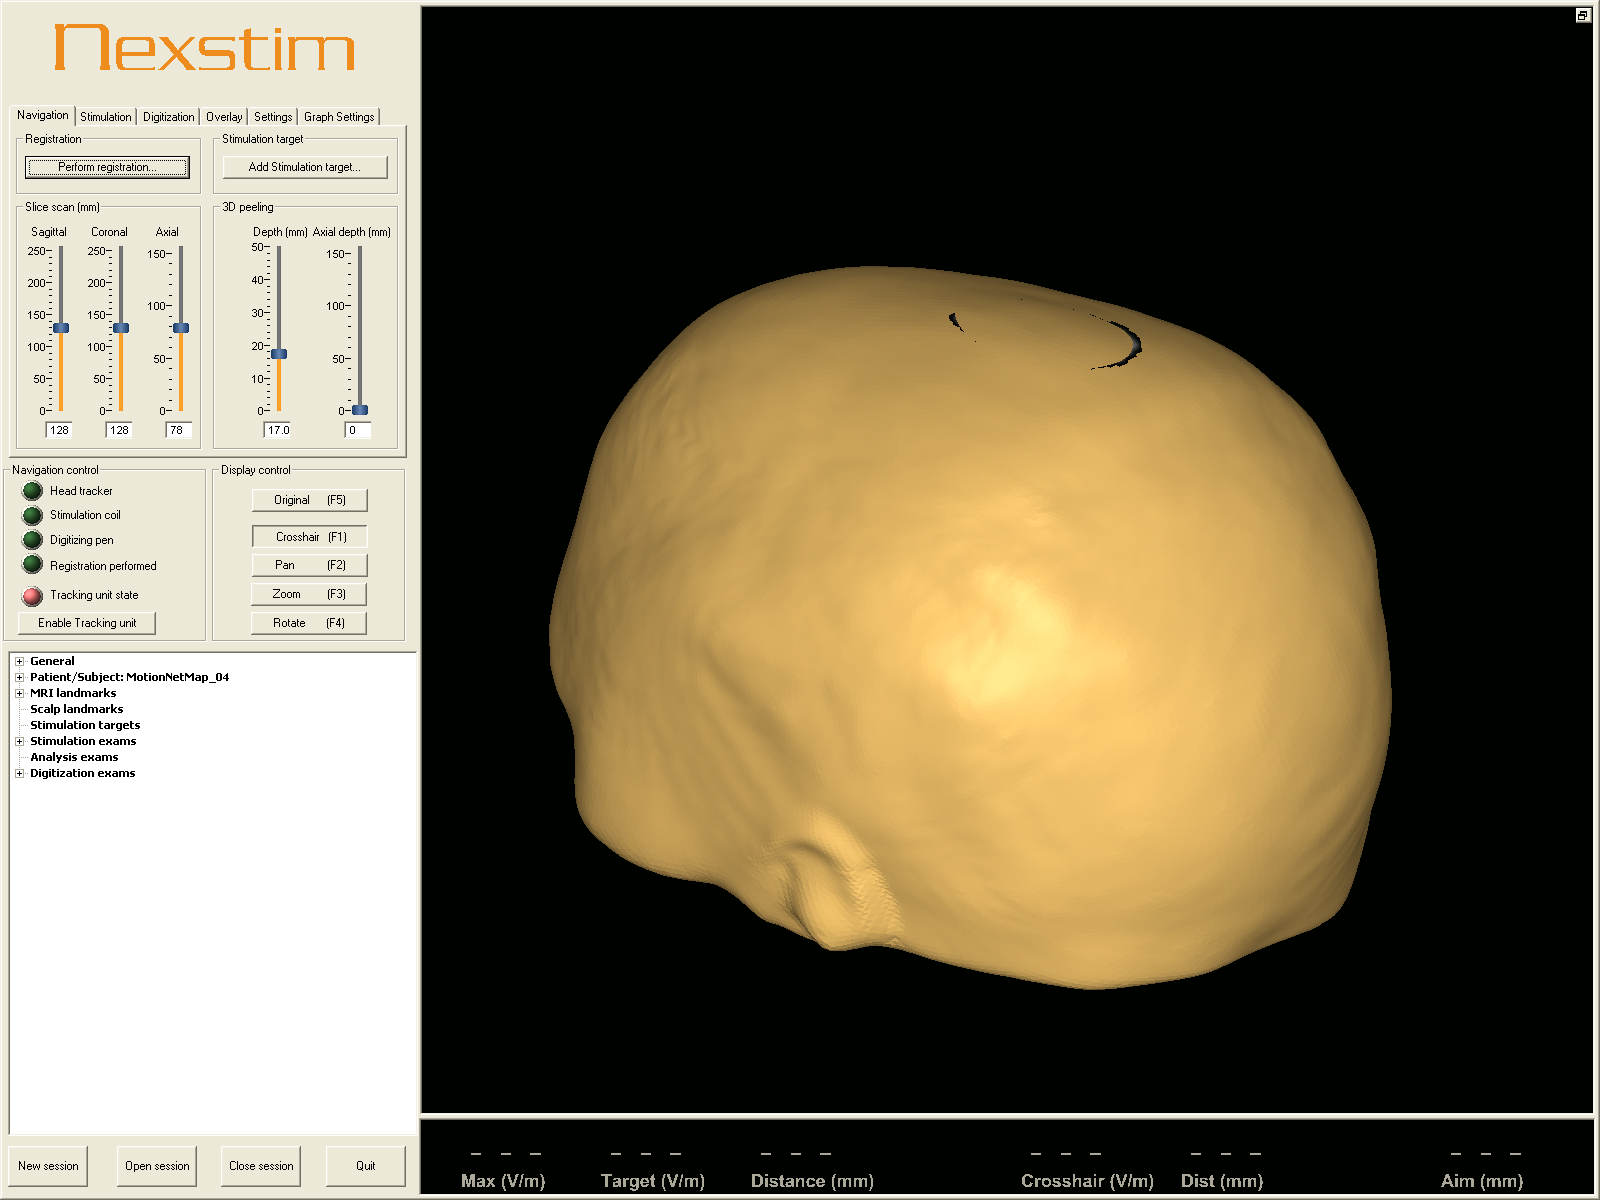 nexstim
Navigation Stimulation Digitization Overlay Settings Graph Settings
Registration
Perform registration...
Stimulation target
Add Stimulation target...
Slice scan (mm)
Sagittal Coronal Axial
250 200 150 100 50 0
250 200 150 100 50 0
150 100 50 0
128 128 78
3D peeling
Depth (mm) Axial depth (mm)
50 40 30 20 10 0
150 100 50 0
17.0 0
Navigation control
Head tracker
Stimulation coil
Digitizing pen
Registration performed
Tracking unit state
Enable Tracking unit
Display control
Original (F5)
Crosshair (F1)
Pan (F2)
Zoom (F3)
Rotate (F4)
General
Patient/Subject: MotionNetMap_04
MRI landmarks
Scalp landmarks
Stimulation targets
Stimulation exams
Analysis exams
Digitization exams
New session Open session Close session Quit
- - - - - - - - - - - - - - - - - -
Max (V/m) Target (V/m) Distance (mm) Crosshair (V/m) Dist (mm) Aim (mm)